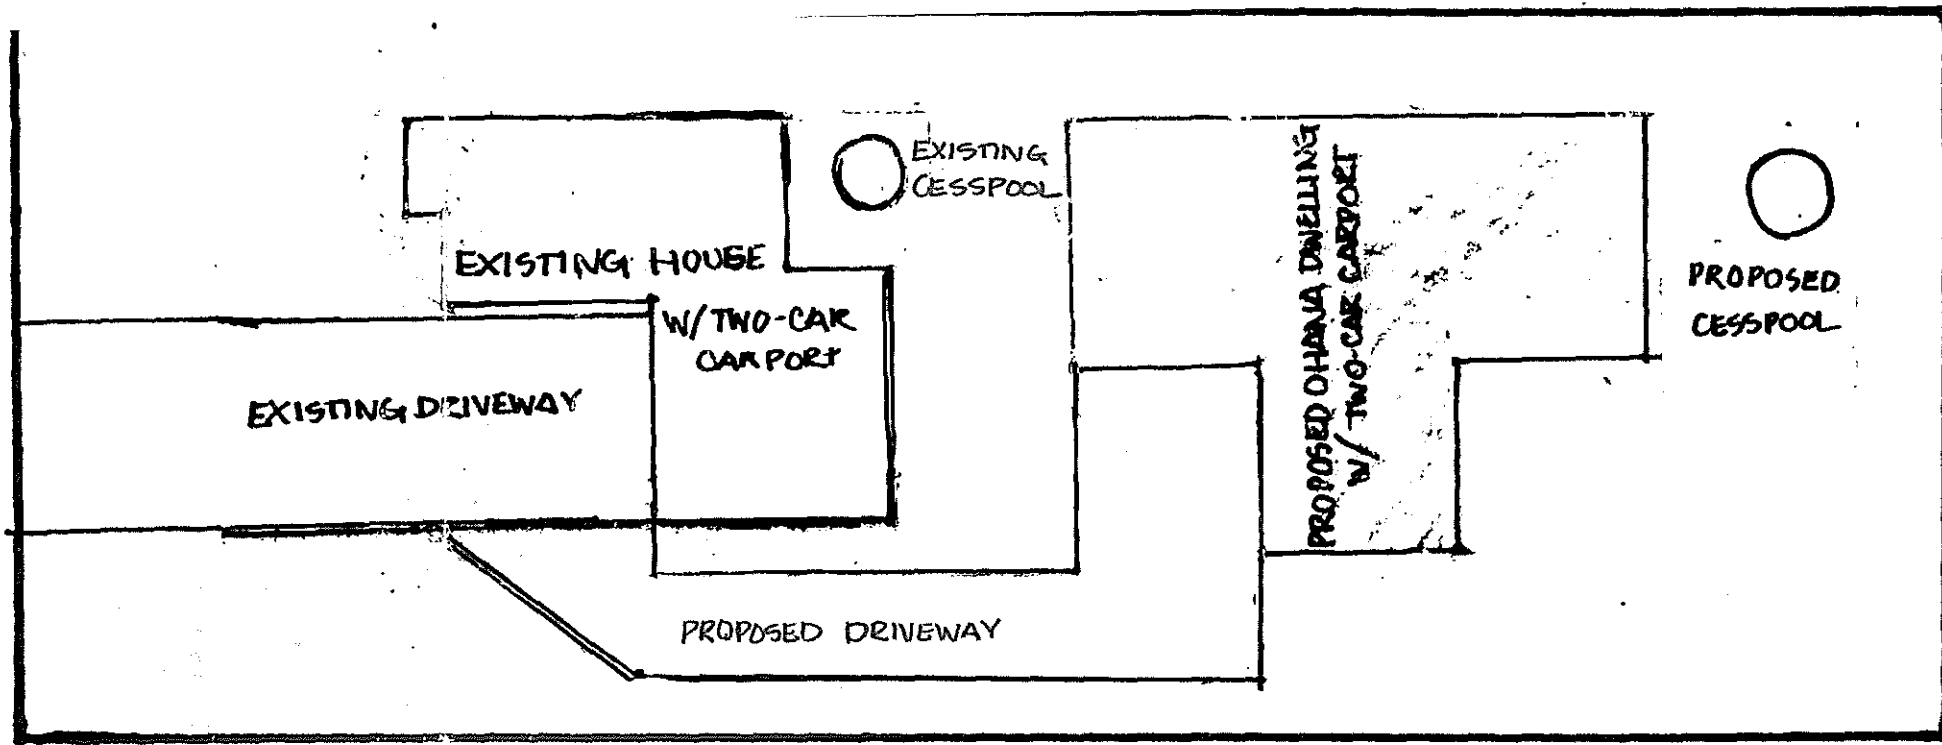 EXISTING
CESSPOOL
EXISTING HOUSE
W/ TWO-CAR
CARPORT
EXISTING DRIVEWAY
PROPOSED DRIVEWAY
PROPOSED OHANA DWELLING
W/ TWO-CAR CARPORT
PROPOSED
CESSPOOL